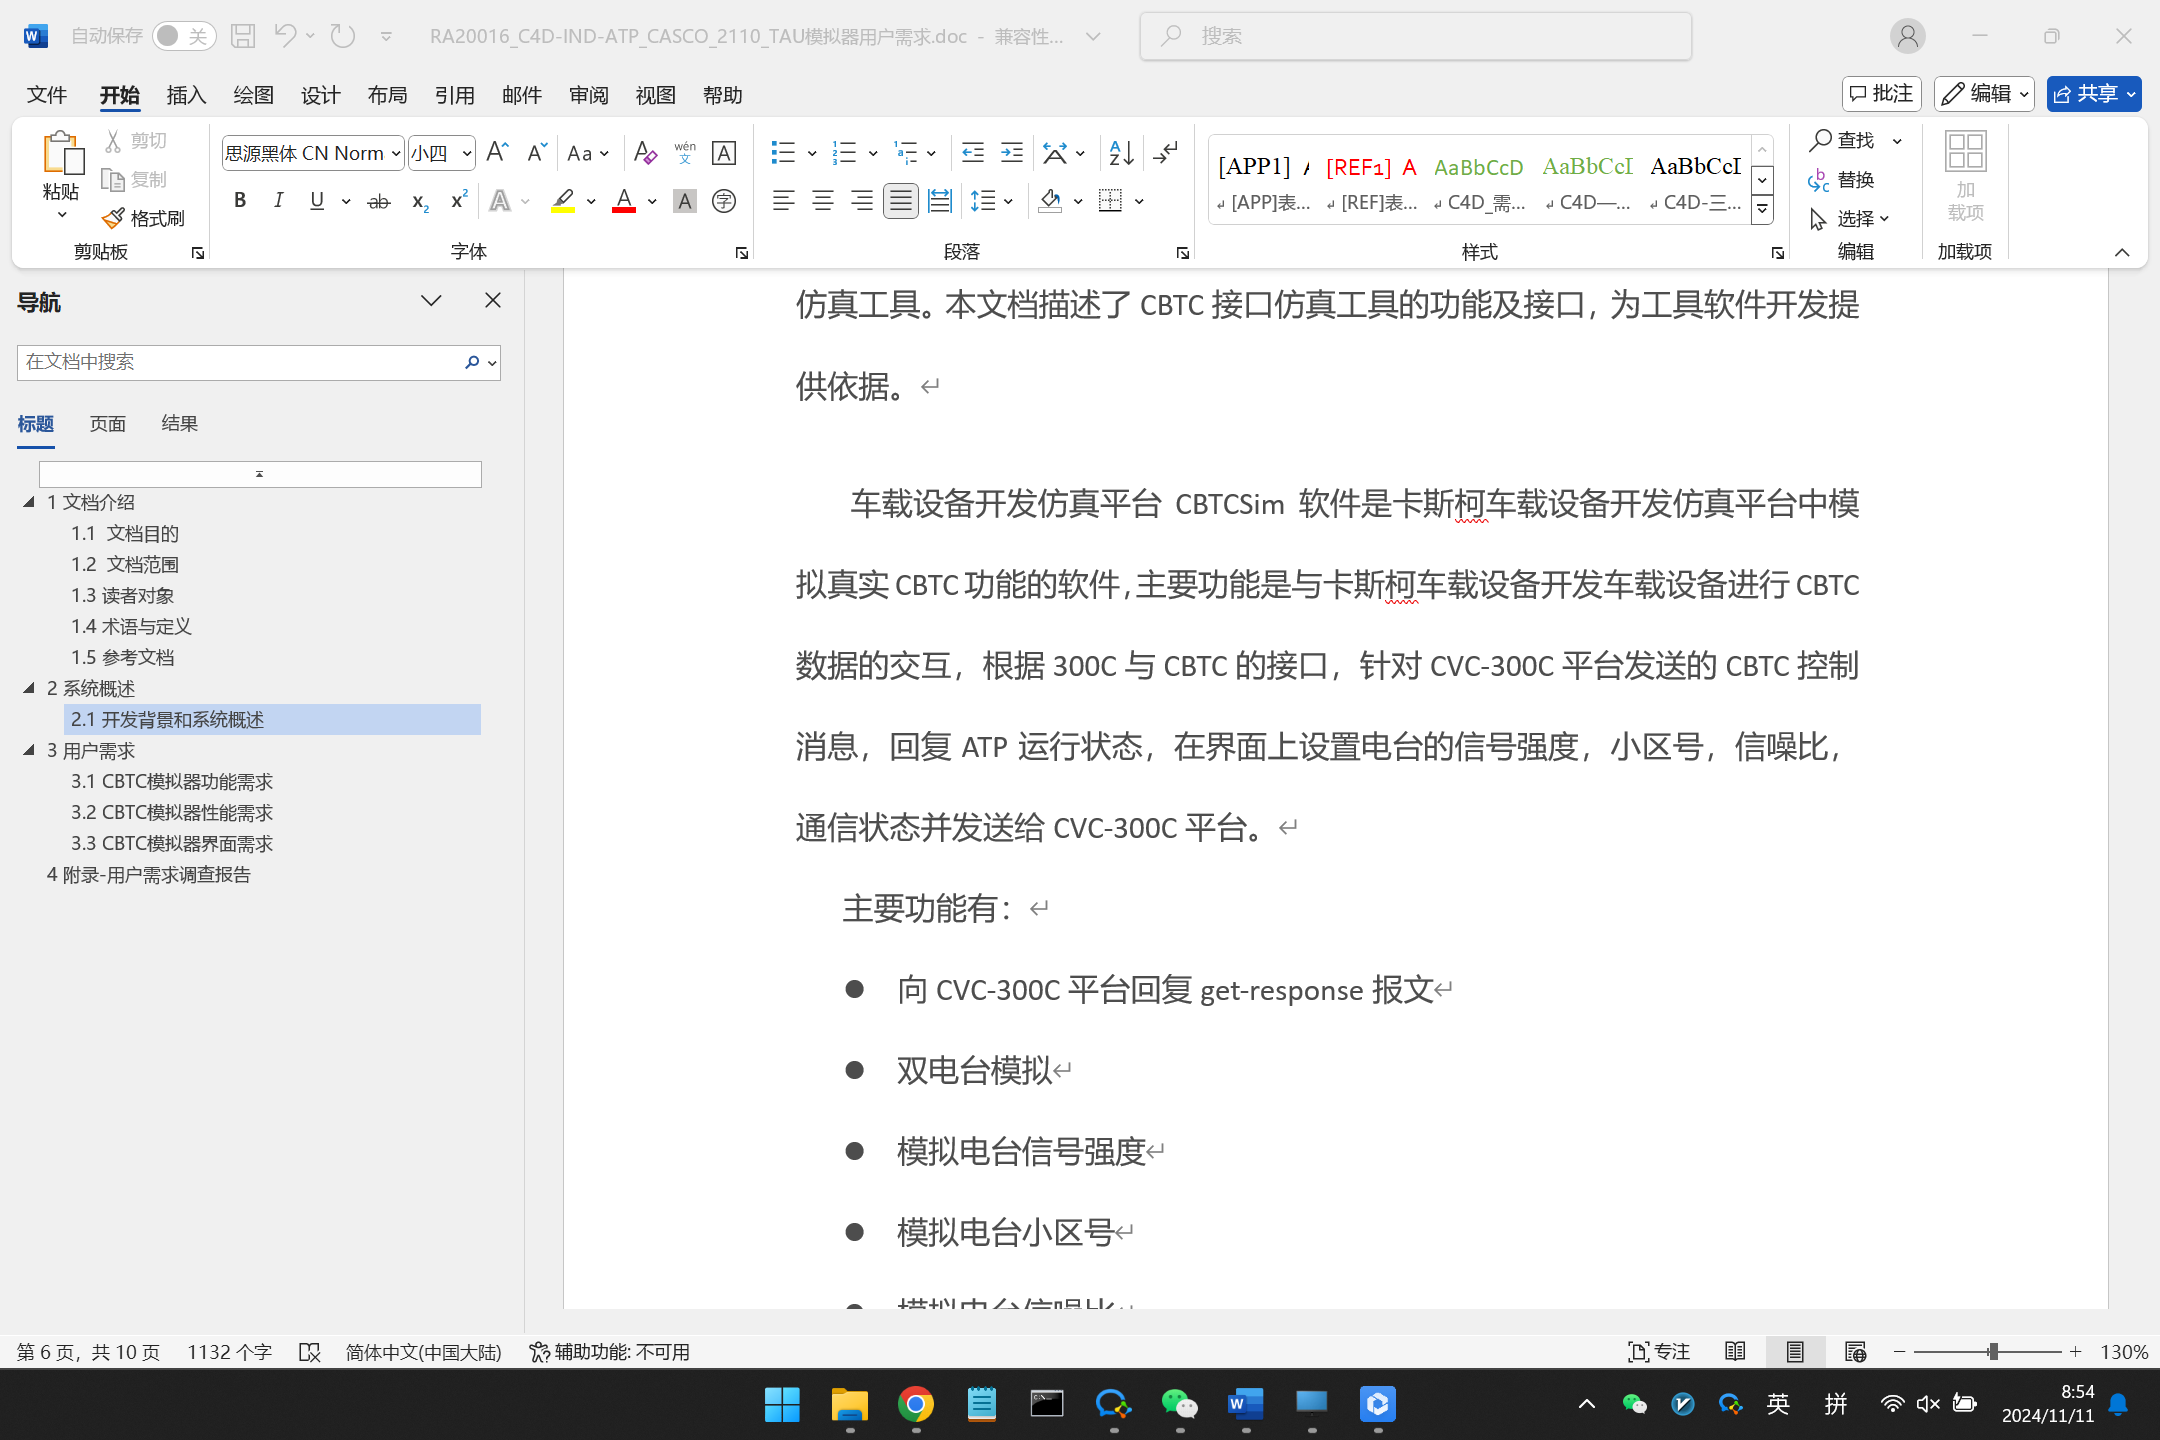 自动保存 关
RA20016_C4D-IND-ATP_CASCO_2110_TAU模拟器用户需求.doc - 兼容性...
搜索
文件 开始 插入 绘图 设计 布局 引用 邮件 审阅 视图 帮助
批注 编辑 共享
粘贴
剪切
复制
格式刷
剪贴板
思源黑体 CN Norm 小四
字体
段落
[APP1] [REF1] A AaBbCcD AaBbCcI AaBbCcI
[APP]表... [REF]表... C4D_需... C4D—... C4D-三...
样式
查找
替换
选择
编辑
加
载项
加载项
导航
在文档中搜索
标题 页面 结果
1 文档介绍
1.1 文档目的
1.2 文档范围
1.3 读者对象
1.4 术语与定义
1.5 参考文档
2 系统概述
2.1 开发背景和系统概述
3 用户需求
3.1 CBTC模拟器功能需求
3.2 CBTC模拟器性能需求
3.3 CBTC模拟器界面需求
4 附录-用户需求调查报告
仿真工具。本文档描述了 CBTC 接口仿真工具的功能及接口，为工具软件开发提
供依据。
车载设备开发仿真平台 CBTCSim 软件是卡斯柯车载设备开发仿真平台中模
拟真实 CBTC 功能的软件，主要功能是与卡斯柯车载设备开发车载设备进行 CBTC
数据的交互，根据 300C 与 CBTC 的接口，针对 CVC-300C 平台发送的 CBTC 控制
消息，回复 ATP 运行状态，在界面上设置电台的信号强度，小区号，信噪比，
通信状态并发送给 CVC-300C 平台。
主要功能有：
● 向 CVC-300C 平台回复 get-response 报文
● 双电台模拟
● 模拟电台信号强度
● 模拟电台小区号
● 模拟电台信噪比
第 6 页，共 10 页 1132 个字 简体中文(中国大陆) 辅助功能: 不可用 专注 130%
英 拼
8:54
2024/11/11